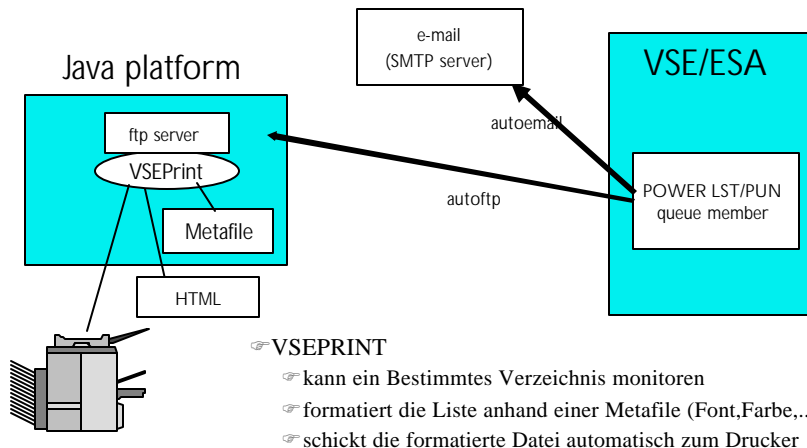 e-mail
(SMTP server)
VSE/ESA
Java platform
ftp server
autoemail
VSEPrint
POWER LST/PUN
queue member
autoftp
Metafile
HTML
VSEPRINT
kann ein Bestimmtes Verzeichnis monitoren
formatiert die Liste anhand einer Metafile (Font,Farbe,..
schickt die formatierte Datei automatisch zum Drucker